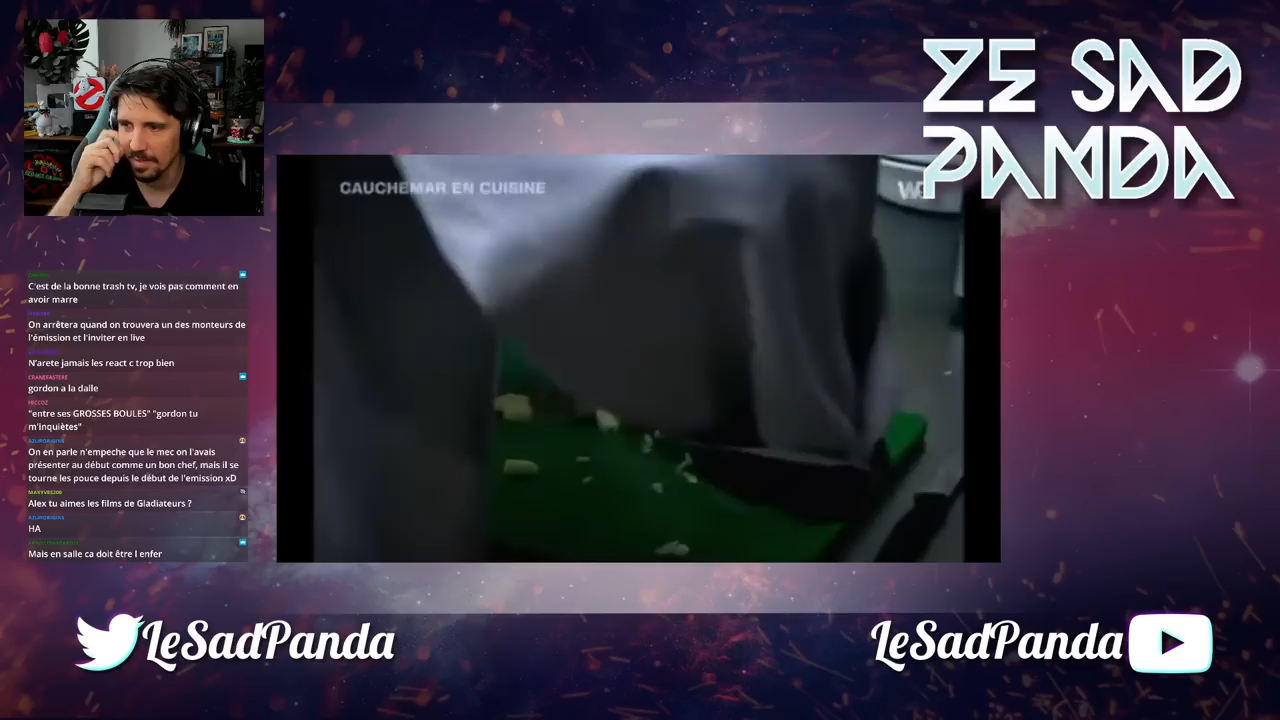 ZE SAD
PANDA
CAUCHEMAR EN CUISINE
C'est de la bonne trash tv, je vois pas comment en
avoir marre
On arrêtera quand on trouvera un des monteurs de
l'émission et l'inviter en live
N'arete jamais les react c trop bien
CRANEFASTERE
gordon a la dalle
HICCOZ
"entre ses GROSSES BOULES" "gordon tu
m'inquiètes"
AZURORIGINS
On en parle n'empeche que le mec on l'avais
présenter au début comme un bon chef, mais il se
tourne les pouce depuis le début de l'emission xD
Alex tu aimes les films de Gladiateurs ?
AZURORIGINS
HA
Mais en salle ca doit être l enfer
LeSadPanda
LeSadPanda